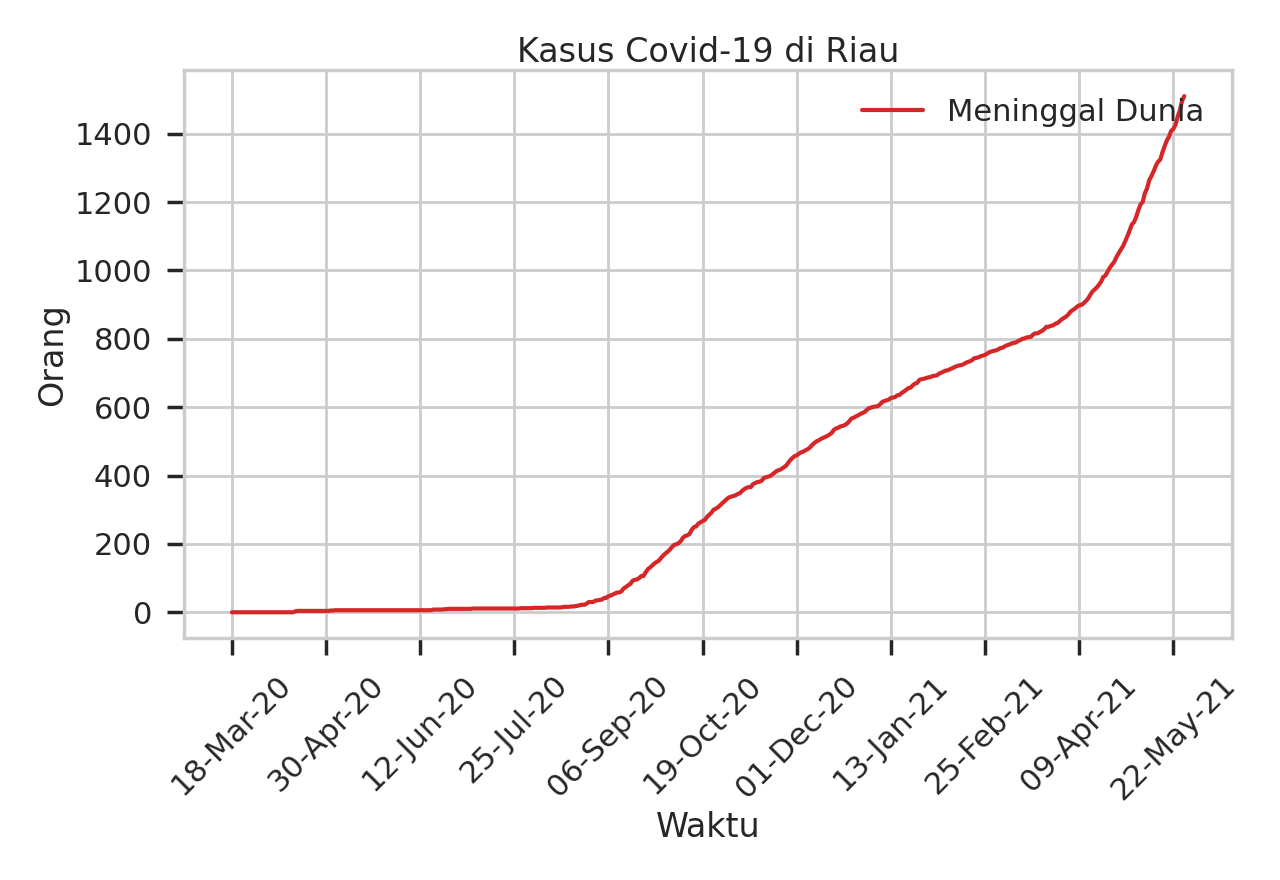 Kasus Covid-19 di Riau
Meninggal Dunia
1400
1200
1000
800
600
400
200
0
Orang
18-Mar-20
30-Apr-20
12-Jun-20
25-Jul-20
06-Sep-20
19-Oct-20
01-Dec-20
13-Jan-21
25-Feb-21
09-Apr-21
22-May-21
Waktu